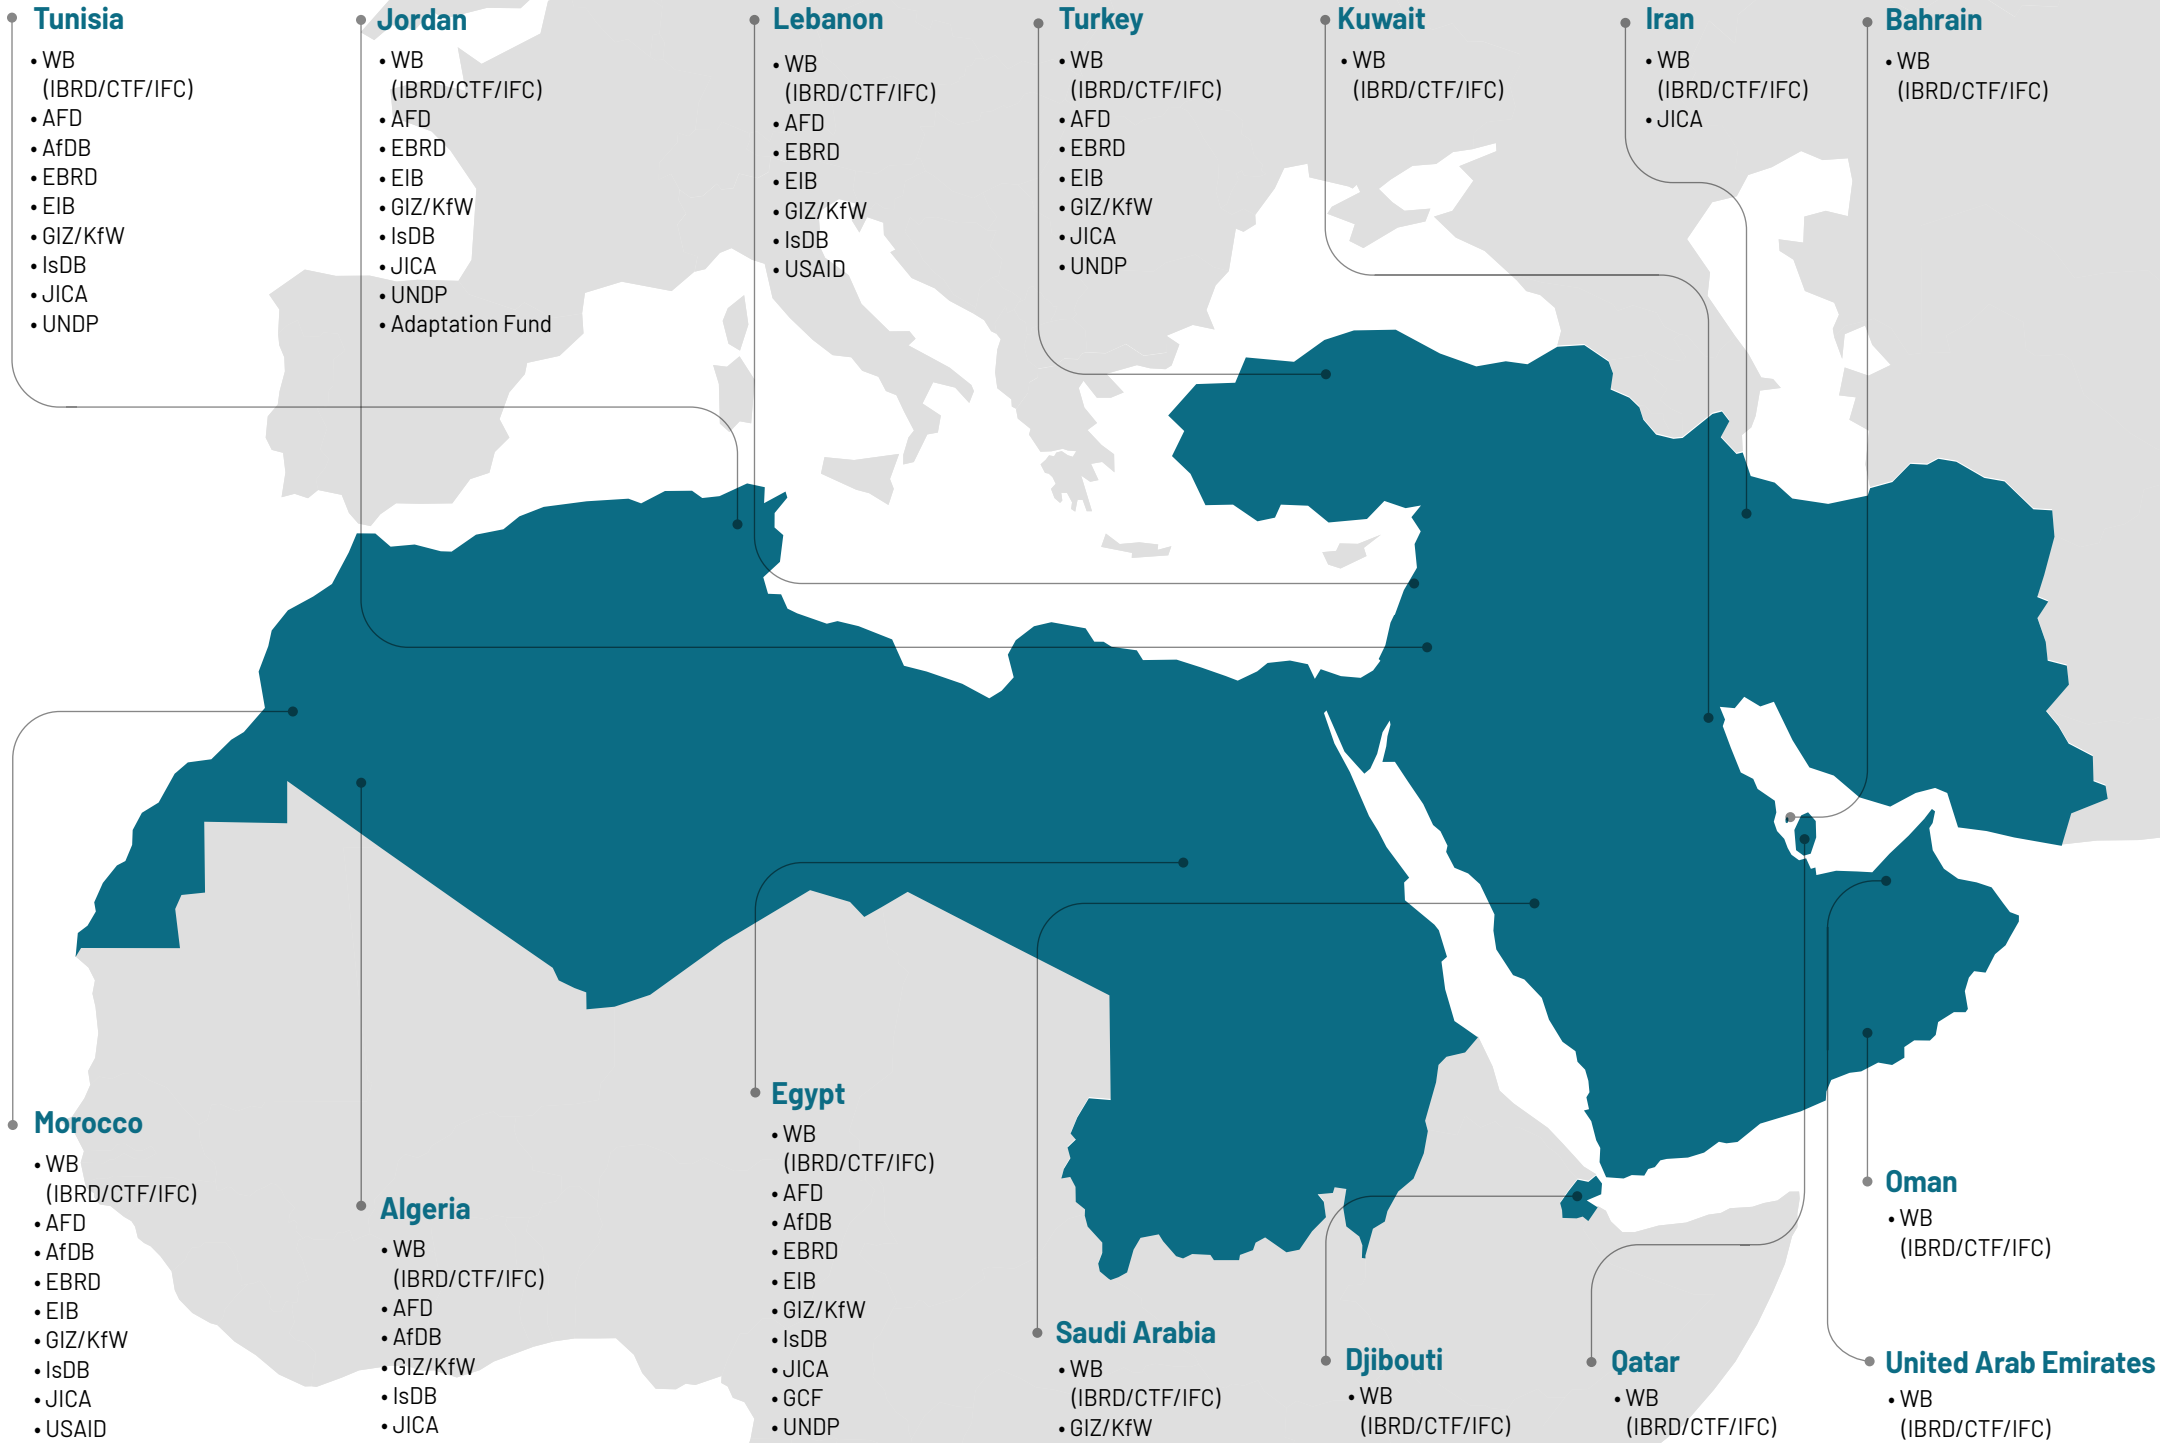 Tunisia
• WB
(IBRD/CTF/IFC)
• AFD
• AfDB
• EBRD
• EIB
• GIZ/KfW
• IsDB
• JICA
• UNDP
Jordan
• WB
(IBRD/CTF/IFC)
• AFD
• EBRD
• EIB
• GIZ/KfW
• IsDB
• JICA
• UNDP
• Adaptation Fund
Lebanon
• WB
(IBRD/CTF/IFC)
• AFD
• EBRD
• EIB
• GIZ/KfW
• IsDB
• USAID
Turkey
• WB
(IBRD/CTF/IFC)
• AFD
• EBRD
• EIB
• GIZ/KfW
• JICA
• UNDP
Kuwait
• WB
(IBRD/CTF/IFC)
Iran
• WB
(IBRD/CTF/IFC)
• JICA
Bahrain
• WB
(IBRD/CTF/IFC)
Morocco
• WB
(IBRD/CTF/IFC)
• AFD
• AfDB
• EBRD
• EIB
• GIZ/KfW
• IsDB
• JICA
• USAID
Algeria
• WB
(IBRD/CTF/IFC)
• AFD
• AfDB
• GIZ/KfW
• IsDB
• JICA
Egypt
• WB
(IBRD/CTF/IFC)
• AFD
• AfDB
• EBRD
• EIB
• GIZ/KfW
• IsDB
• JICA
• GCF
• UNDP
Saudi Arabia
• WB
(IBRD/CTF/IFC)
• GIZ/KfW
Djibouti
• WB
(IBRD/CTF/IFC)
Qatar
• WB
(IBRD/CTF/IFC)
Oman
• WB
(IBRD/CTF/IFC)
United Arab Emirates
• WB
(IBRD/CTF/IFC)